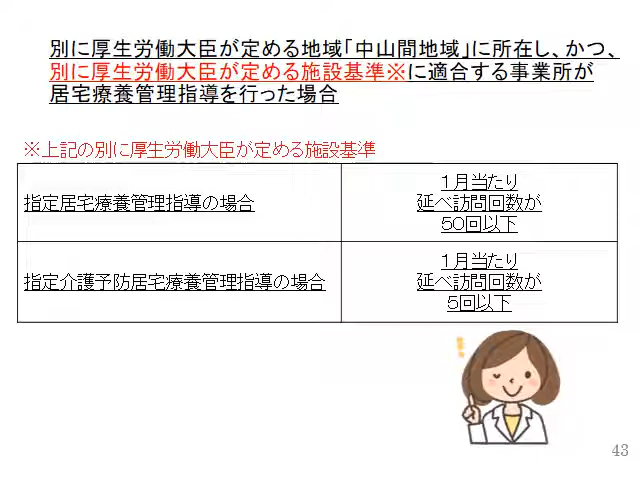 別に厚生労働大臣が定める地域「中山間地域」に所在し、かつ、
別に厚生労働大臣が定める施設基準※に適合する事業所が
居宅療養管理指導を行った場合
※上記の別に厚生労働大臣が定める施設基準
指定居宅療養管理指導の場合
1月当たり
延べ訪問回数が
50回以下
指定介護予防居宅療養管理指導の場合
1月当たり
延べ訪問回数が
5回以下
43